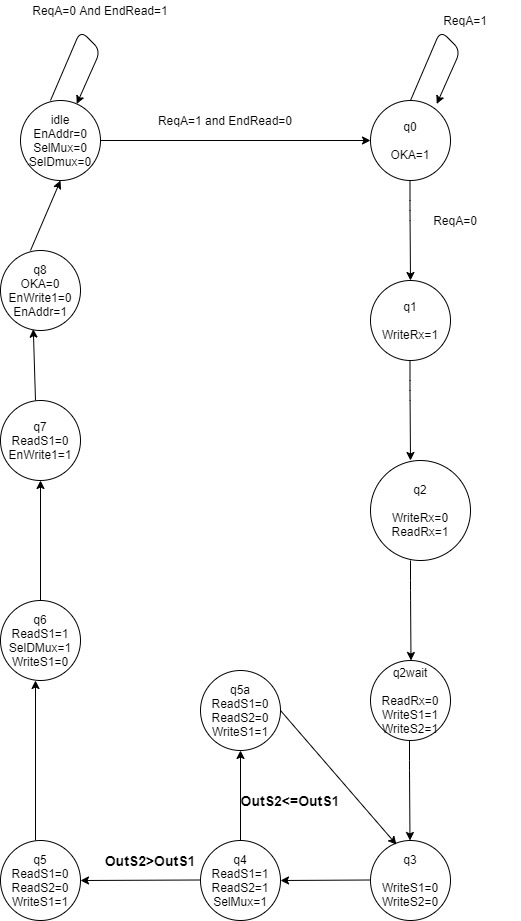 ReqA=0 And EndRead=1
ReqA=1
idle
EnAddr=0
SelMux=0
SelDmux=0
ReqA=1 and EndRead=0
q0
OKA=1
ReqA=0
q8
OKA=0
EnWrite1=0
EnAddr=1
q1
WriteRx=1
q7
ReadS1=0
EnWrite1=1
q2
WriteRx=0
ReadRx=1
q6
ReadS1=1
SelDMux=1
WriteS1=0
q5a
ReadS1=0
ReadS2=0
WriteS1=1
q2wait
ReadRx=0
WriteS1=1
WriteS2=1
OutS2<=OutS1
OutS2>OutS1
q5
ReadS1=0
ReadS2=0
WriteS1=1
q4
ReadS1=1
ReadS2=1
SelMux=1
q3
WriteS1=0
WriteS2=0